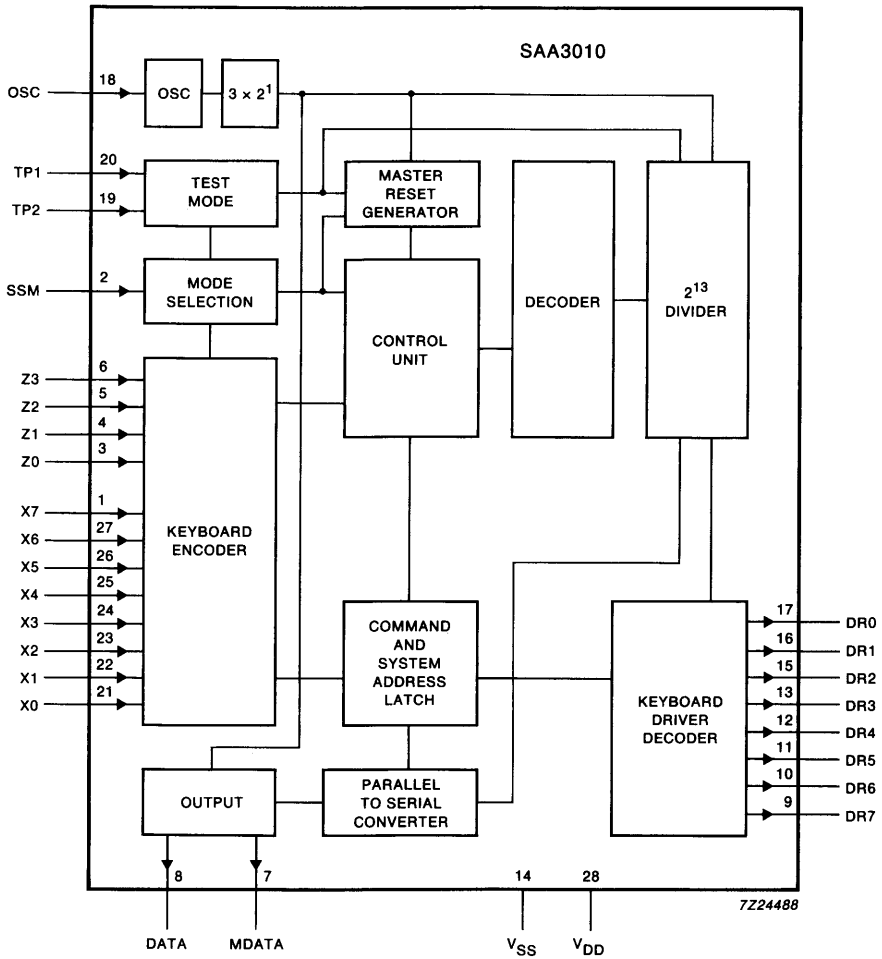 SAA3010
OSC 18 OSC 3 × 2¹
TP1 20
TP2 19
TEST
MODE
MASTER
RESET
GENERATOR
SSM 2
MODE
SELECTION
CONTROL
UNIT
DECODER
2¹³
DIVIDER
Z3 6
Z2 5
Z1 4
Z0 3
X7 1
X6 27
X5 26
X4 25
X3 24
X2 23
X1 22
X0 21
KEYBOARD
ENCODER
COMMAND
AND
SYSTEM
ADDRESS
LATCH
KEYBOARD
DRIVER
DECODER
17 DR0
16 DR1
15 DR2
13 DR3
12 DR4
11 DR5
10 DR6
9 DR7
OUTPUT
PARALLEL
TO SERIAL
CONVERTER
8 7 14 28
7Z24488
DATA MDATA VSS VDD